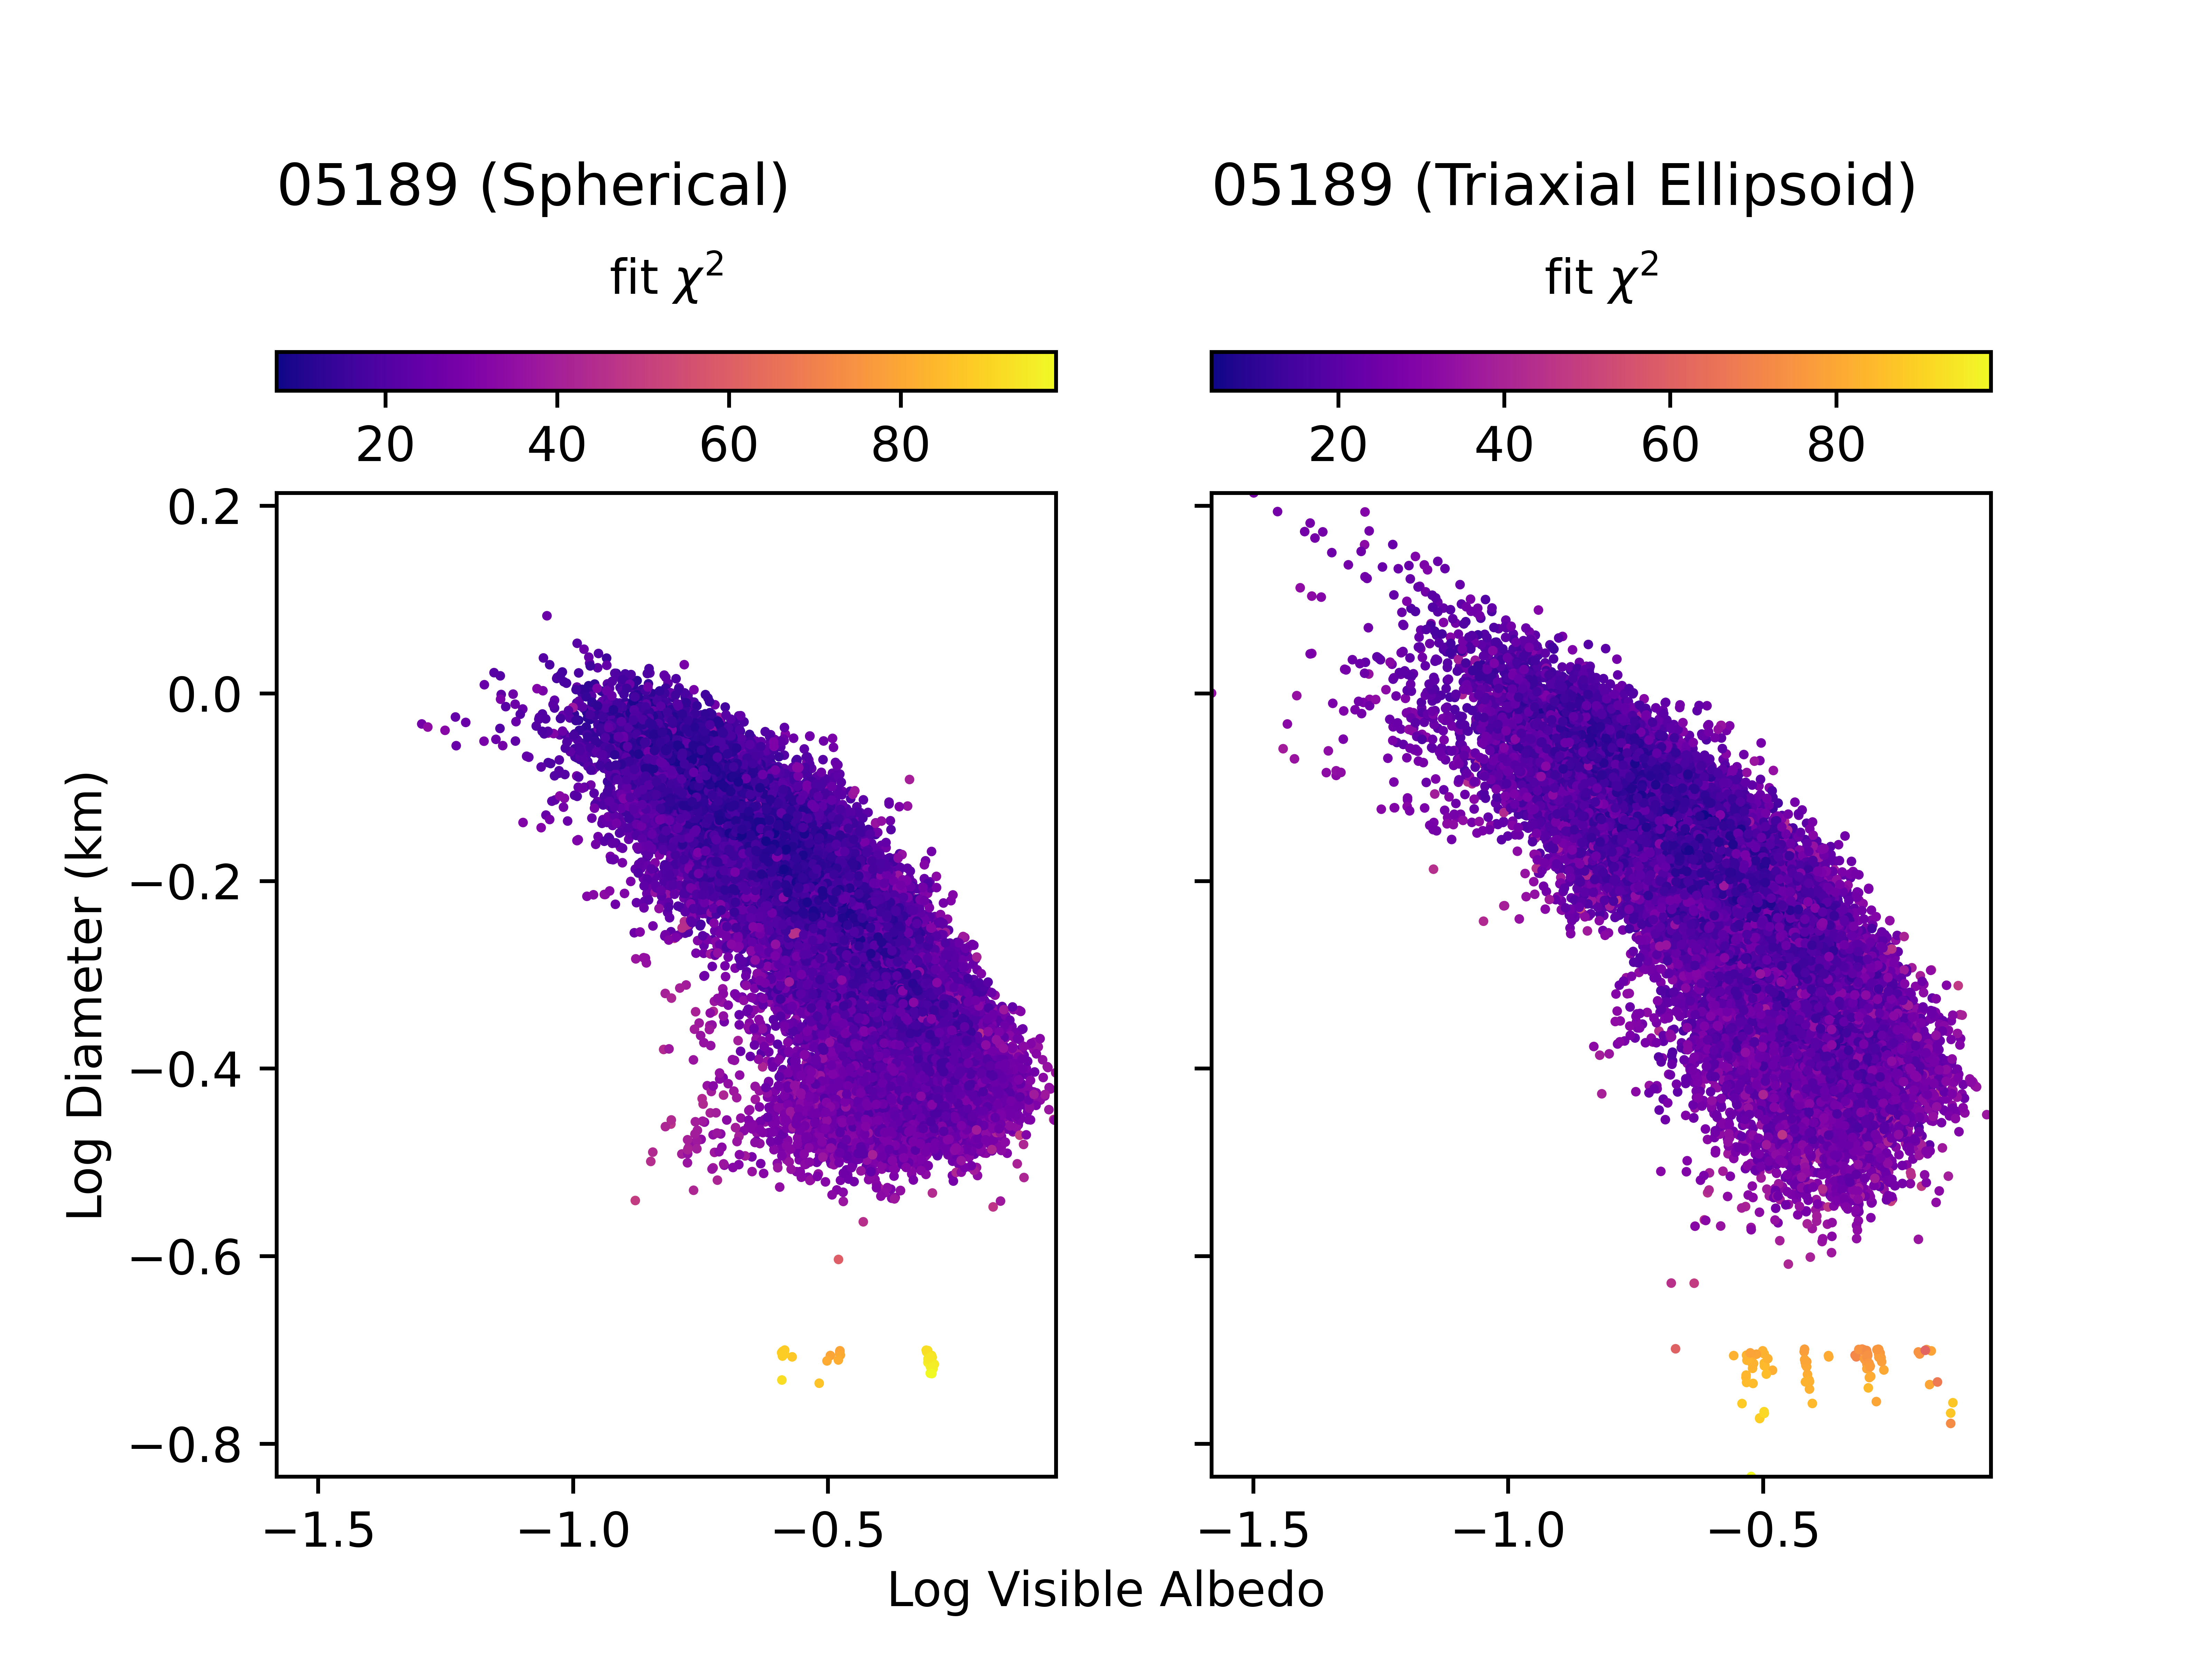 05189 (Spherical)
05189 (Triaxial Ellipsoid)
fit χ²
fit χ²
20 40 60 80
20 40 60 80
0.2
0.0
−0.2
−0.4
−0.6
−0.8
Log Diameter (km)
−1.5 −1.0 −0.5
−1.5 −1.0 −0.5
Log Visible Albedo